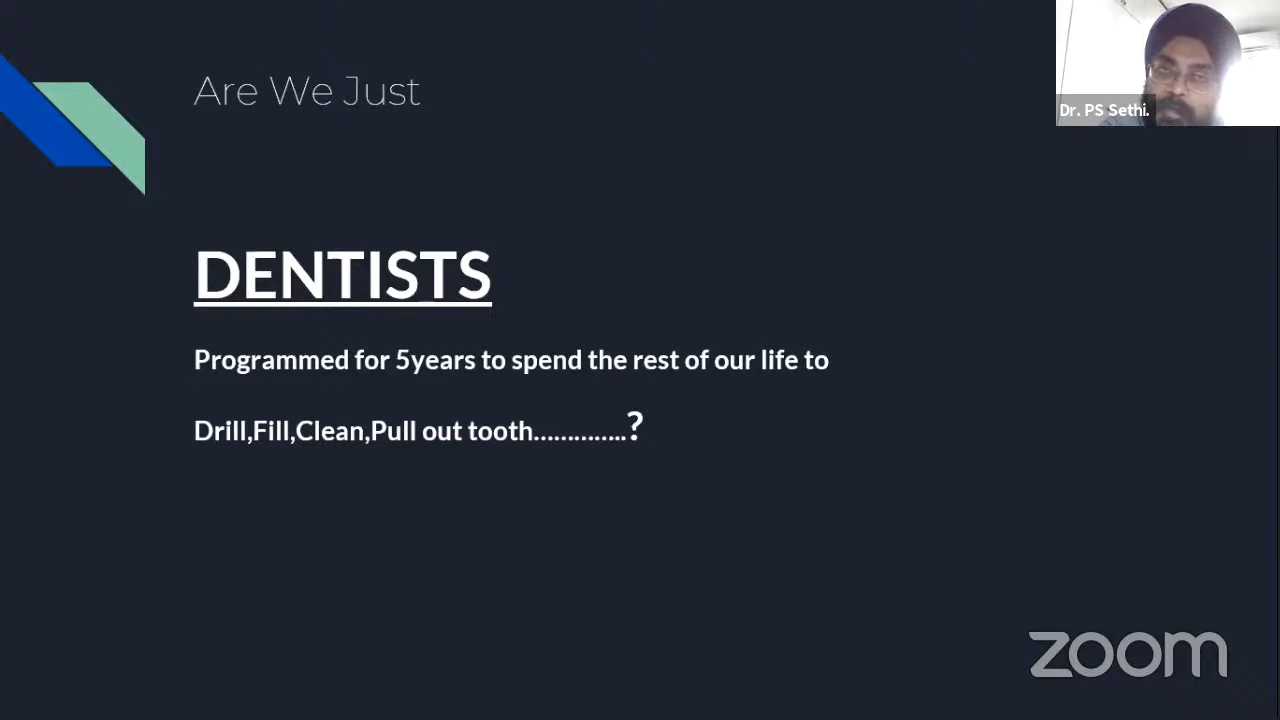 Are We Just
Dr. PS Sethi.
DENTISTS
Programmed for 5years to spend the rest of our life to
Drill,Fill,Clean,Pull out tooth..............?
zoom